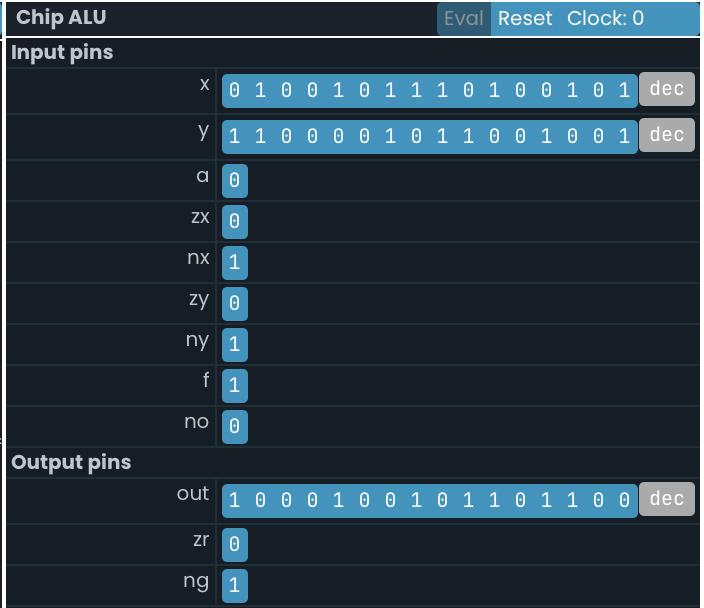 Chip ALU Eval Reset Clock: 0
Input pins
x 0 1 0 0 1 0 1 1 1 0 1 0 0 1 0 1 dec
y 1 1 0 0 0 0 1 0 1 1 0 0 1 0 0 1 dec
a 0
zx 0
nx 1
zy 0
ny 1
f 1
no 0
Output pins
out 1 0 0 0 1 0 0 1 0 1 1 0 1 1 0 0 dec
zr 0
ng 1